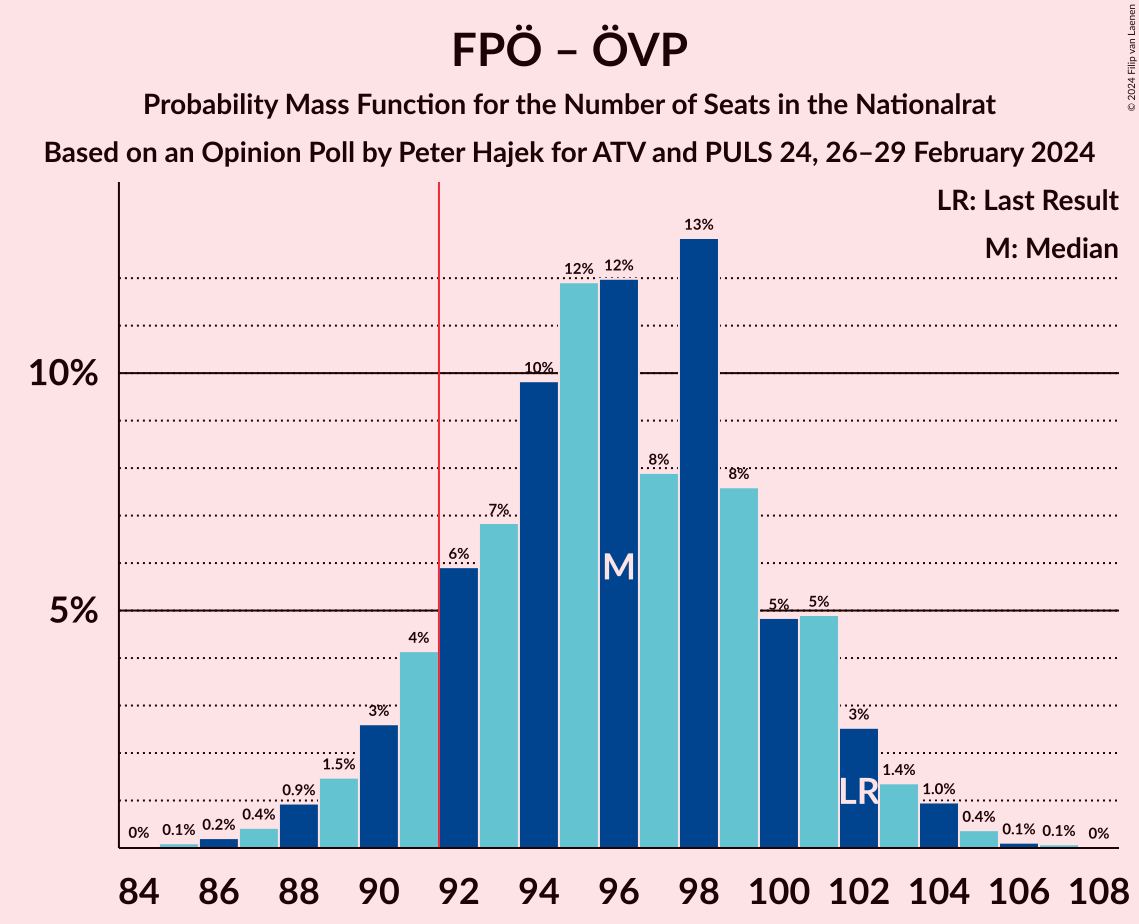 FPÖ – ÖVP
Probability Mass Function for the Number of Seats in the Nationalrat
Based on an Opinion Poll by Peter Hajek for ATV and PULS 24, 26–29 February 2024
© 2024 Filip van Laenen
LR: Last Result
M: Median
10%
5%
0% 0.1% 0.2% 0.4% 0.9% 1.5% 3% 4% 6% 7% 10% 12% 12% 8% 13% 8% 5% 5% 3% 1.4% 1.0% 0.4% 0.1% 0.1% 0%
M
LR
84 86 88 90 92 94 96 98 100 102 104 106 108